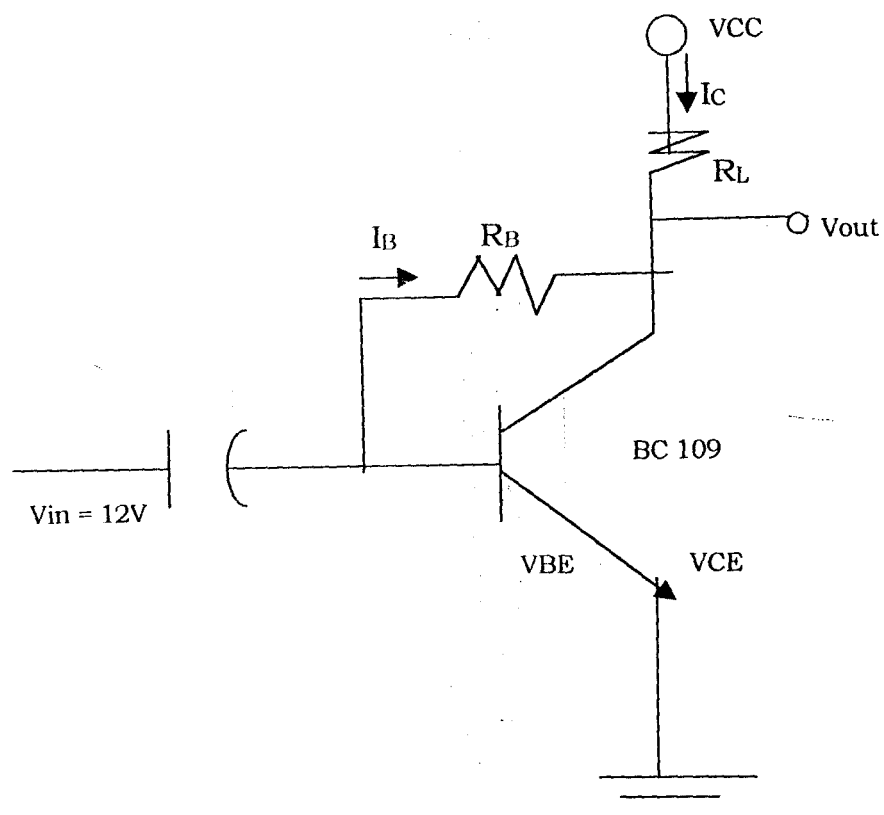 VCC
IC
RL
Vout
IB
RB
BC 109
Vin = 12V
VBE
VCE